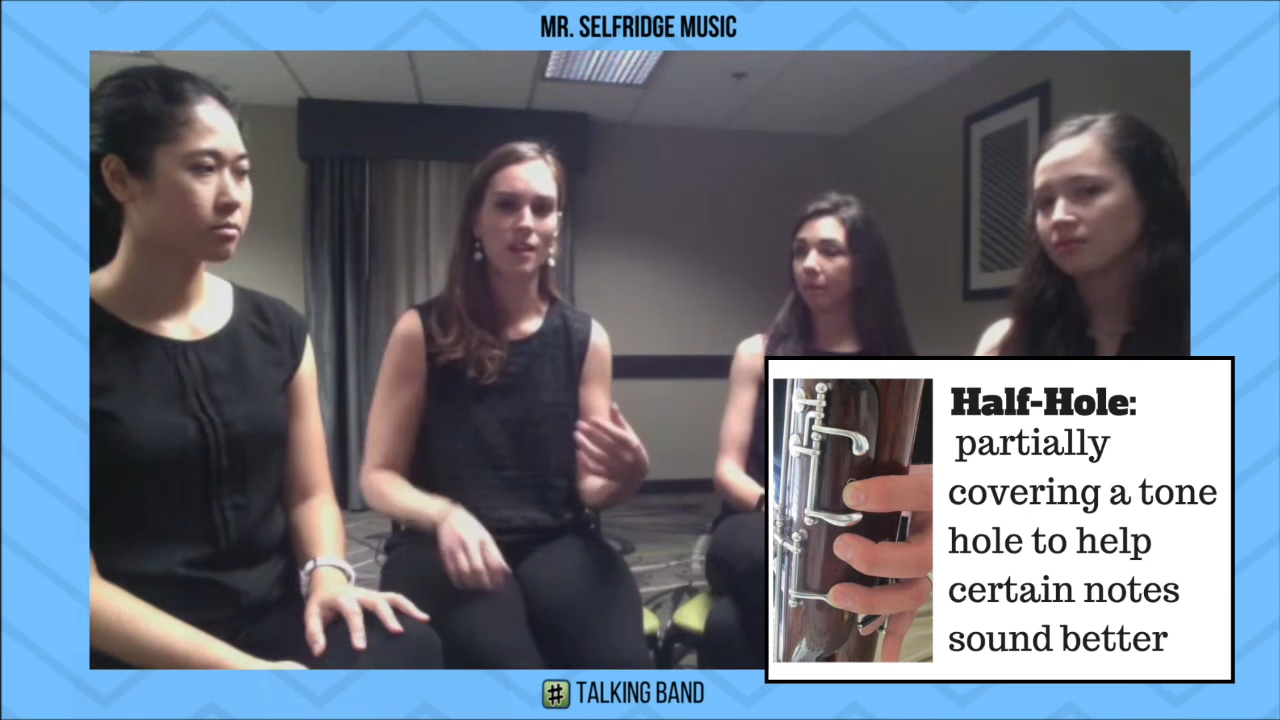 MR. SELFRIDGE MUSIC
Half-Hole:
partially
covering a tone
hole to help
certain notes
sound better
# TALKING BAND